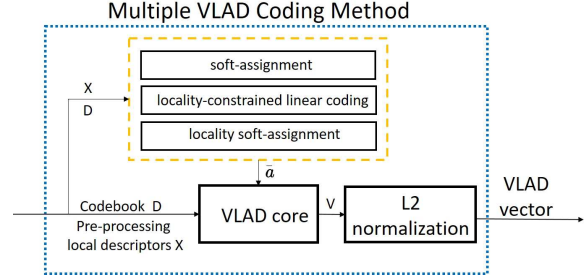 Multiple VLAD Coding Method
soft-assignment
X
locality-constrained linear coding
D
locality soft-assignment
ā
Codebook D
Pre-processing
local descriptors X
VLAD core
V
L2
normalization
VLAD
vector